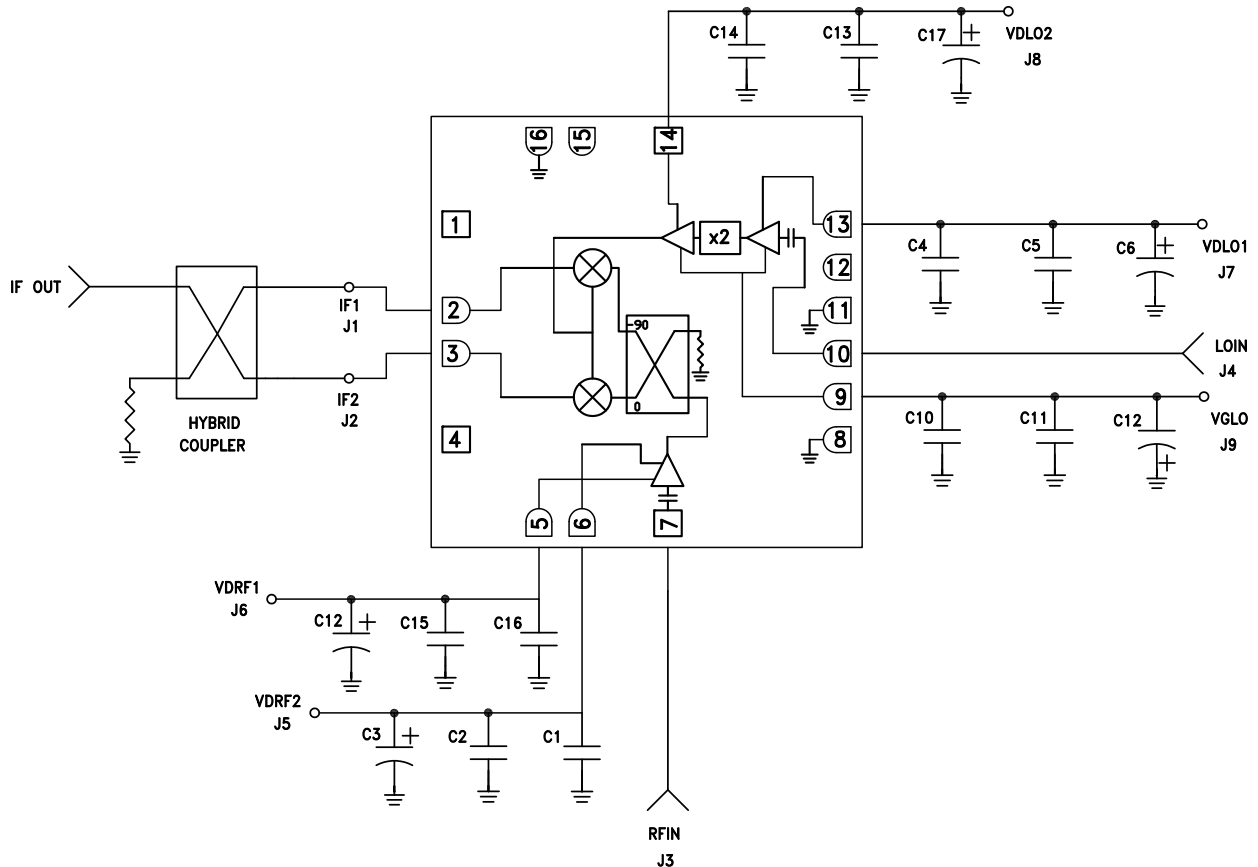 C14
C13
C17
+
VDLO2
J8
16
15
14
1
13
x2
C4
C5
C6
+
VDLO1
J7
12
IF OUT
IF1
J1
2
11
-90
3
10
LOIN
J4
IF2
J2
9
0
C10
C11
C12
+
VGLO
J9
HYBRID
COUPLER
4
8
5
6
7
VDRF1
J6
C12
+
C15
C16
VDRF2
J5
C3
+
C2
C1
RFIN
J3